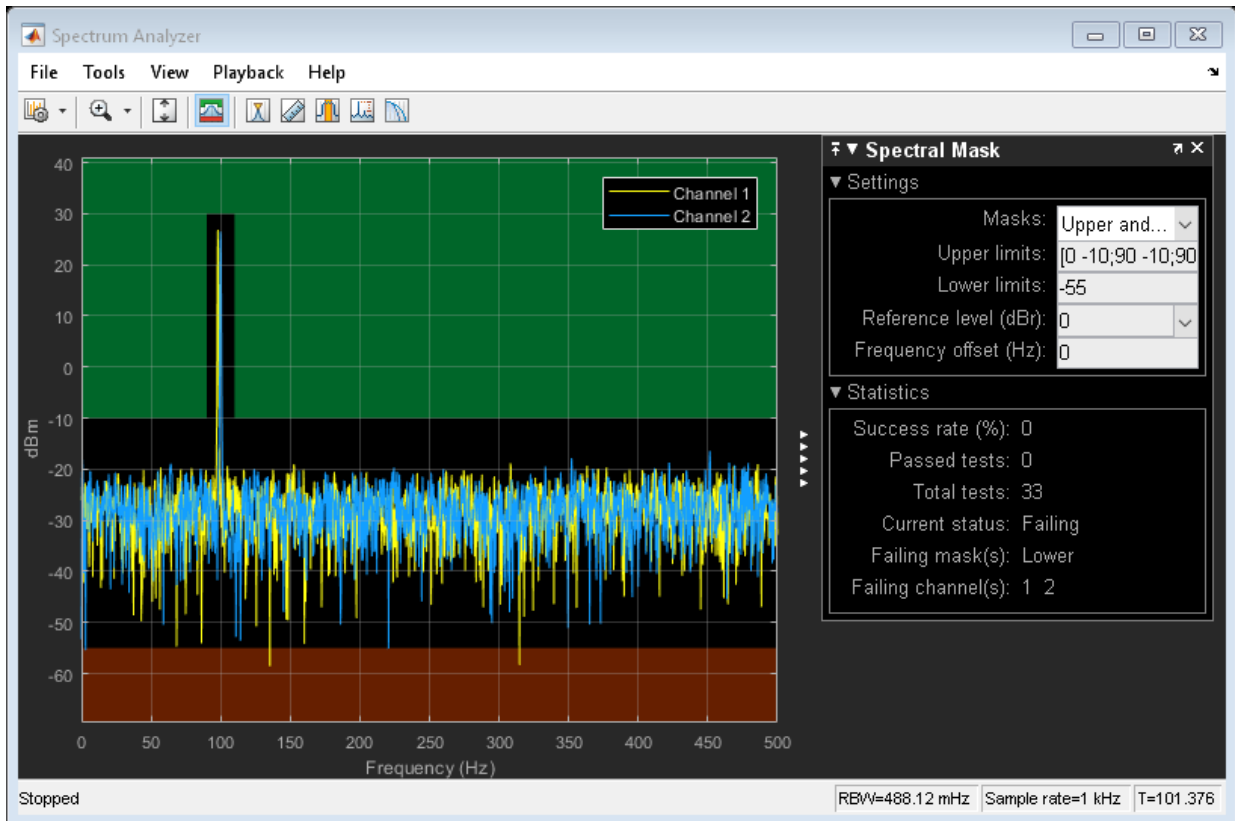 Spectrum Analyzer
File Tools View Playback Help
40
30
20
10
0
-10
-20
-30
-40
-50
-60
dBm
Channel 1
Channel 2
0 50 100 150 200 250 300 350 400 450 500
Frequency (Hz)
Spectral Mask
Settings
Masks: Upper and...
Upper limits: [0 -10;90 -10;90
Lower limits: -55
Reference level (dBr): 0
Frequency offset (Hz): 0
Statistics
Success rate (%): 0
Passed tests: 0
Total tests: 33
Current status: Failing
Failing mask(s): Lower
Failing channel(s): 1 2
Stopped
RBW=488.12 mHz Sample rate=1 kHz T=101.376